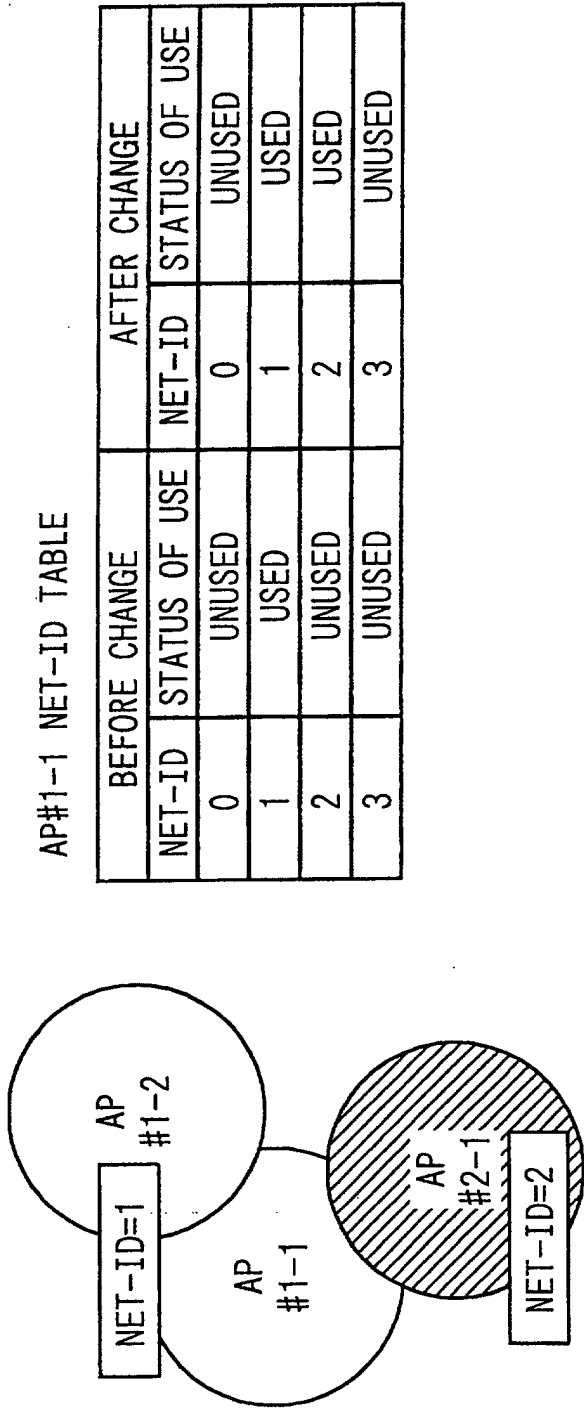 AP#1-1 NET-ID TABLE
BEFORE CHANGE AFTER CHANGE
NET-ID STATUS OF USE NET-ID STATUS OF USE
0 UNUSED 0 UNUSED
1 USED 1 USED
2 UNUSED 2 USED
3 UNUSED 3 UNUSED
NET-ID=1
AP
#1-2
AP
#1-1
AP
#2-1
NET-ID=2